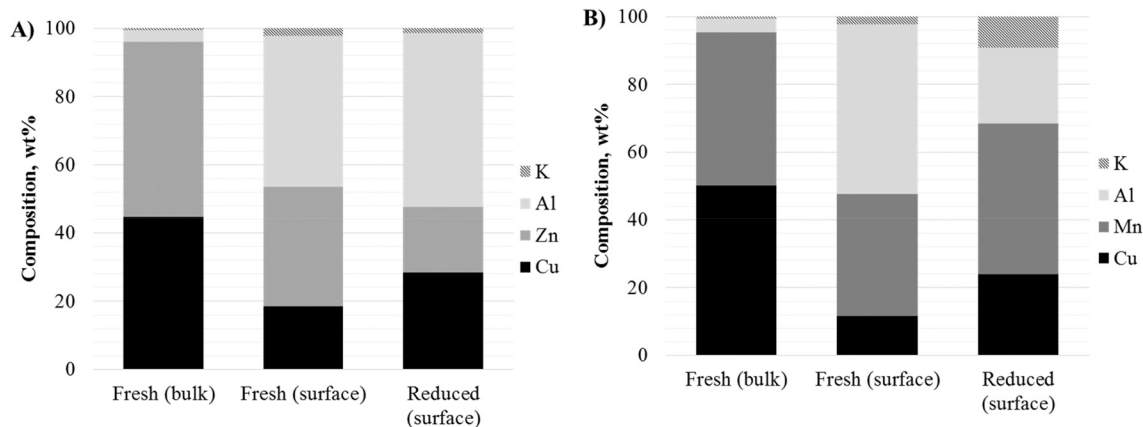 A)
Composition, wt%
100
80
60
40
20
0
Fresh (bulk)
Fresh (surface)
Reduced
(surface)
K
Al
Zn
Cu
B)
Composition, wt%
100
80
60
40
20
0
Fresh (bulk)
Fresh (surface)
Reduced
(surface)
K
Al
Mn
Cu